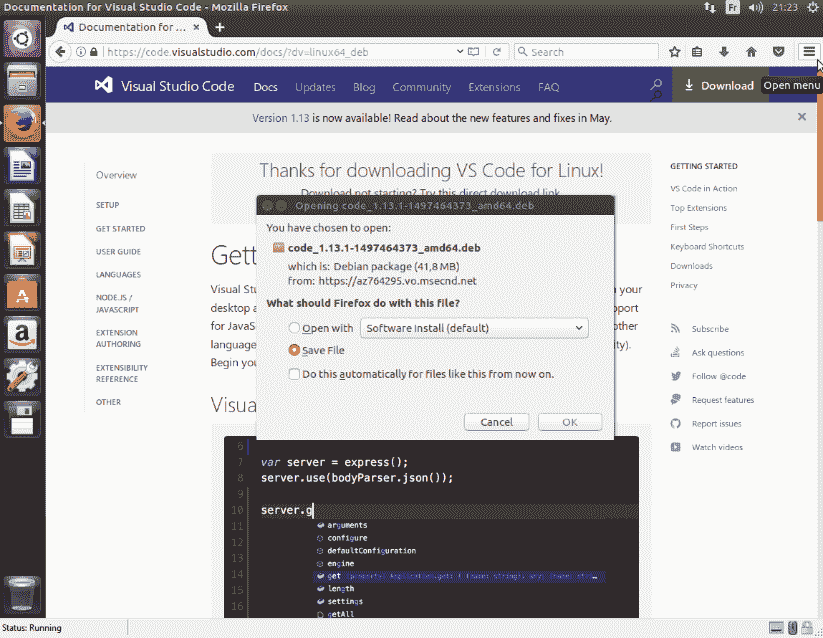 Documentation for Visual Studio Code - Mozilla Firefox
Fr
21:23
Documentation for ...
https://code.visualstudio.com/docs/?dv=linux64_deb
Search
Visual Studio Code
Docs
Updates
Blog
Community
Extensions
FAQ
Download
Open menu
Version 1.13 is now available! Read about the new features and fixes in May.
Overview
SETUP
GET STARTED
USER GUIDE
LANGUAGES
NODE.JS /
JAVASCRIPT
EXTENSION
AUTHORING
EXTENSIBILITY
REFERENCE
OTHER
Thanks for downloading VS Code for Linux!
Download not starting? Try this direct download link.
Gett
Visual Stu
desktop a
for JavaS
language
Begin you
n your
port
other
ity).
Visua
Opening code_1.13.1-1497464373_amd64.deb
You have chosen to open:
code_1.13.1-1497464373_amd64.deb
which is: Debian package (41,8 MB)
from: https://az764295.vo.msecnd.net
What should Firefox do with this file?
Open with
Software Install (default)
Save File
Do this automatically for files like this from now on.
Cancel
OK
6
7 var server = express();
8 server.use(bodyParser.json());
9
10 server.g
11 arguments
12 configure
defaultConfiguration
13 engine
14 get
15 length
settings
16 getAll
GETTING STARTED
VS Code in Action
Top Extensions
First Steps
Keyboard Shortcuts
Downloads
Privacy
Subscribe
Ask questions
Follow @code
Request features
Report issues
Watch videos
Status: Running